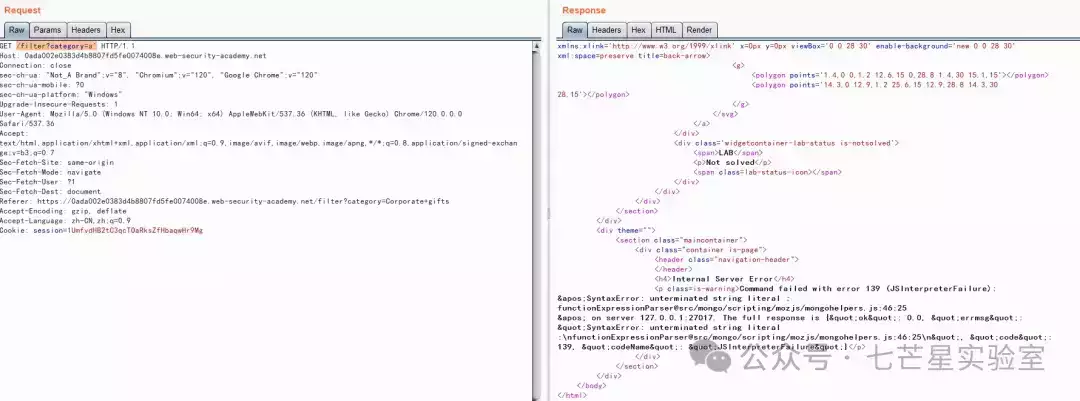 Request
Raw Params Headers Hex
GET /filter?category=a' HTTP/1.1
Host: 0ada002e0383d4b8807fd5fe0074008e.web-security-academy.net
Connection: close
sec-ch-ua: "Not_A Brand";v="8", "Chromium";v="120", "Google Chrome";v="120"
sec-ch-ua-mobile: ?0
sec-ch-ua-platform: "Windows"
Upgrade-Insecure-Requests: 1
User-Agent: Mozilla/5.0 (Windows NT 10.0; Win64; x64) AppleWebKit/537.36 (KHTML, like Gecko) Chrome/120.0.0.0
Safari/537.36
Accept:
text/html,application/xhtml+xml,application/xml;q=0.9,image/avif,image/webp,image/apng,*/*;q=0.8,application/signed-exchan
ge;v=b3;q=0.7
Sec-Fetch-Site: same-origin
Sec-Fetch-Mode: navigate
Sec-Fetch-User: ?1
Sec-Fetch-Dest: document
Referer: https://0ada002e0383d4b8807fd5fe0074008e.web-security-academy.net/filter?category=Corporate+gifts
Accept-Encoding: gzip, deflate
Accept-Language: zh-CN,zh;q=0.9
Cookie: session=
Response
Raw Headers Hex HTML Render
xmlns:xlink='http://www.w3.org/1999/xlink' x=0px y=0px viewBox='0 0 28 30' enable-background='new 0 0 28 30'
xml:space=preserve title=back-arrow>
<g>
<polygon points='1.4,0 0,1.2 12.6,15 0,28.8 1.4,30 15.1,15'></polygon>
<polygon points='14.3,0 12.9,1.2 25.6,15 12.9,28.8 14.3,30
28,15'></polygon>
</g>
</svg>
</a>
</div>
<div class='widgetcontainer-lab-status is-notsolved'>
<span>LAB</span>
<p>Not solved</p>
<span class=lab-status-icon></span>
</div>
</div>
</div>
</section>
</div>
<div theme="">
<section class="maincontainer">
<div class="container is-page">
<header class="navigation-header">
</header>
<h4>Internal Server Error</h4>
<p class=is-warning>Command failed with error 139 (JSInterpreterFailure):
&apos;SyntaxError: unterminated string literal :
functionExpressionParser@src/mongo/scripting/mozjs/mongohelpers.js:46:25
&apos; on server 127.0.0.1:27017. The full response is {&quot;ok&quot;: 0.0, &quot;errmsg&quot;:
&quot;SyntaxError: unterminated string literal
:\nfunctionExpressionParser@src/mongo/scripting/mozjs/mongohelpers.js:46:25\n&quot;, &quot;code&quot;:
139, &quot;codeName&quot;: &quot;JSInterpreterFailure&quot;}</p>
</div>
</section>
</div>
</body>
</html>
公众号・七芒星实验室